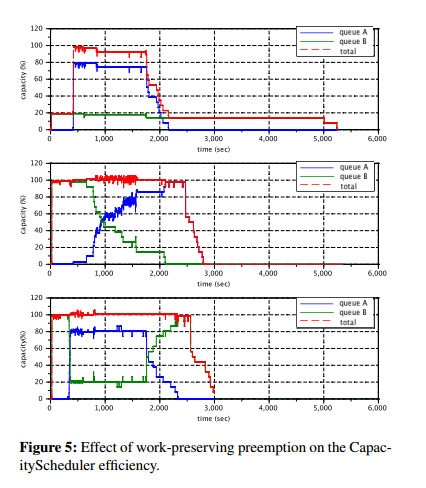 120
100
80
60
40
20
0
capacity (%)
queue A
queue B
total
0
1,000
2,000
3,000
4,000
5,000
6,000
time (sec)
120
100
80
60
40
20
0
capacity (%)
queue A
queue B
total
0
1,000
2,000
3,000
4,000
5,000
6,000
time (sec)
120
100
80
60
40
20
0
capacity(%)
queue A
queue B
total
0
1,000
2,000
3,000
4,000
5,000
6,000
time (sec)
Figure 5: Effect of work-preserving preemption on the Capac-
ityScheduler efficiency.